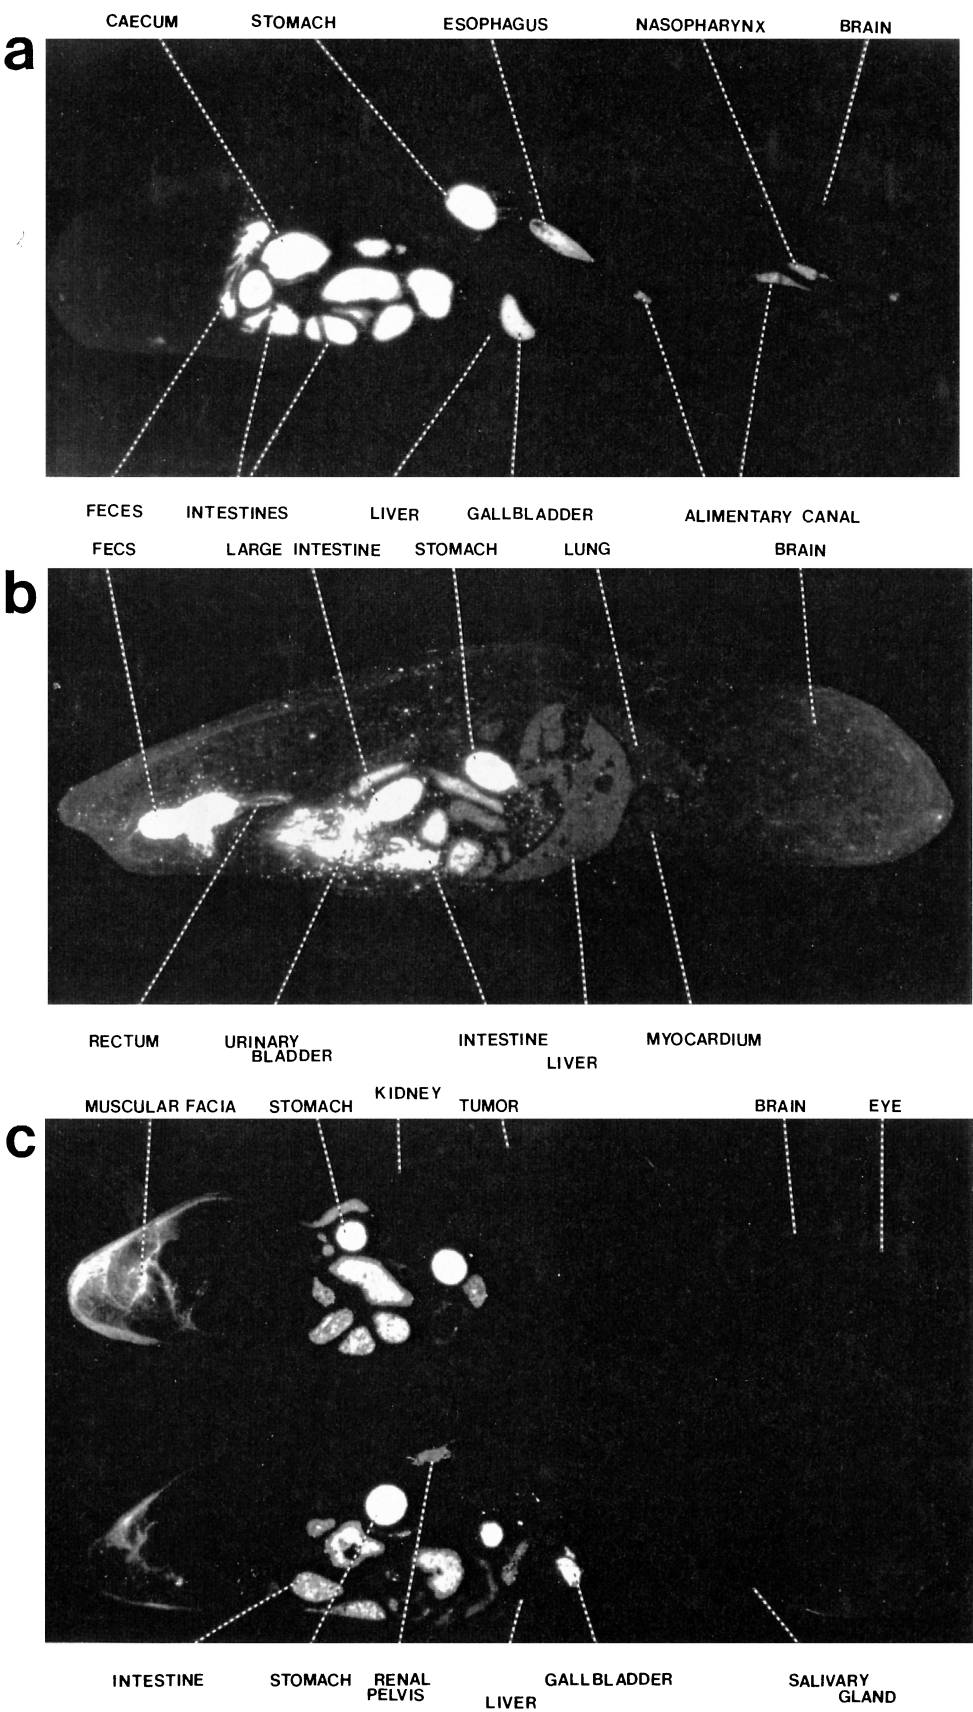 CAECUM STOMACH ESOPHAGUS NASOPHARYNX BRAIN
a
FECES INTESTINES LIVER GALLBLADDER ALIMENTARY CANAL
FECS LARGE INTESTINE STOMACH LUNG BRAIN
b
RECTUM URINARY BLADDER INTESTINE LIVER MYOCARDIUM
MUSCULAR FACIA STOMACH KIDNEY TUMOR BRAIN EYE
c
INTESTINE STOMACH RENAL PELVIS LIVER GALLBLADDER SALIVARY GLAND